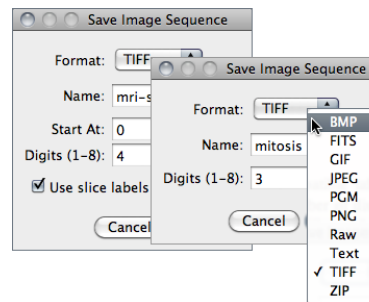 Save Image Sequence
Format: TIFF
Name: mri-s
Start At: 0
Digits (1–8): 4
Use slice labels
Cancel
Save Image Sequence
Format: TIFF
Name: mitosis
Digits (1–8): 3
Cancel
BMP
FITS
GIF
JPEG
PGM
PNG
Raw
Text
✓ TIFF
ZIP